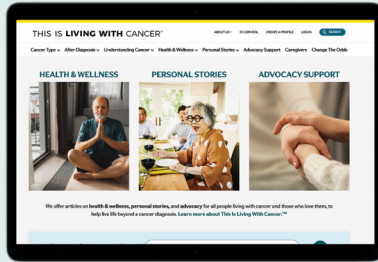 THIS IS LIVING WITH CANCER™
ABOUT US EN ESPAÑOL CREATE A PROFILE LOGIN SEARCH
Cancer Type After Diagnosis Understanding Cancer Health & Wellness Personal Stories Advocacy Support Caregivers Change The Odds
HEALTH & WELLNESS PERSONAL STORIES ADVOCACY SUPPORT
We offer articles on health & wellness, personal stories, and advocacy for all people living with cancer and those who love them, to
help live life beyond a cancer diagnosis. Learn more about This Is Living With Cancer.™